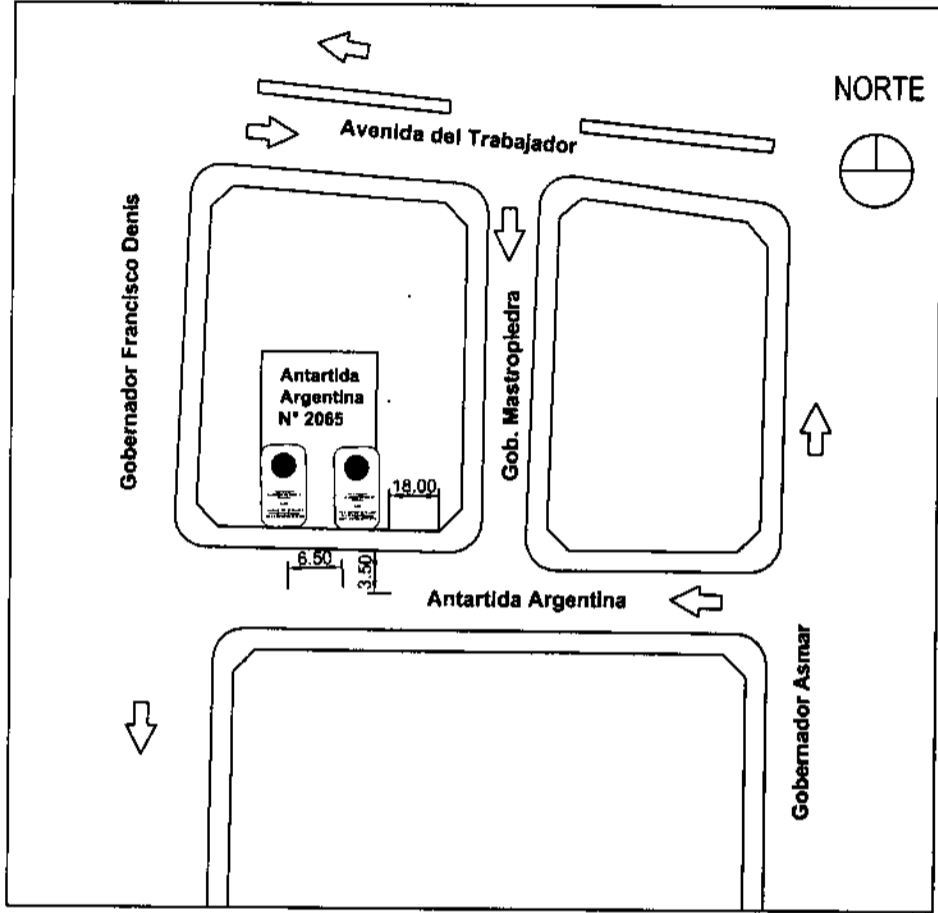 NORTE
Avenida del Trabajador
Gobernador Francisco Denis
Gob. Mastropiedra
Antartida
Argentina
N° 2065
18.00
6.50
3.50
Antartida Argentina
Gobernador Asmar